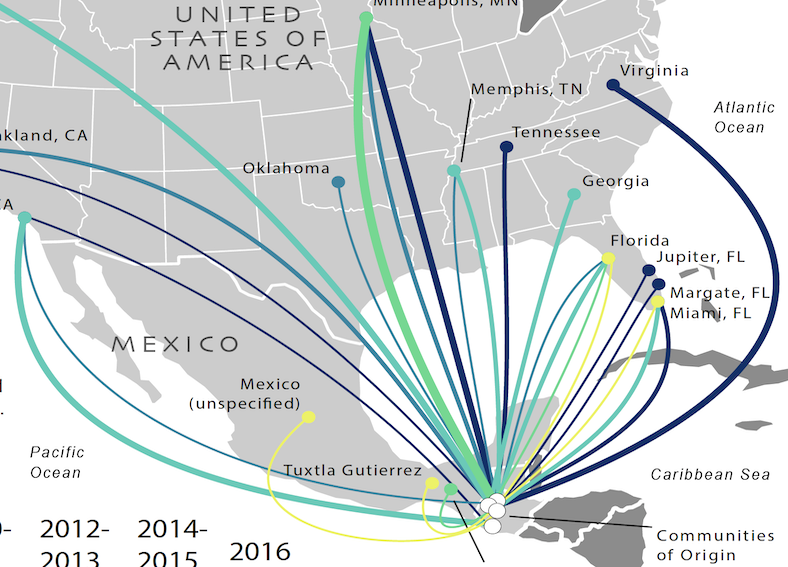 Minneapolis, MN
UNITED
STATES OF
AMERICA
Virginia
Memphis, TN
Atlantic
Ocean
Tennessee
kland, CA
Oklahoma
Georgia
CA
Florida
Jupiter, FL
Margate, FL
Miami, FL
MEXICO
Mexico
(unspecified)
Pacific
Ocean
Tuxtla Gutierrez
Caribbean Sea
2012-
2013
2014-
2015
2016
Communities
of Origin